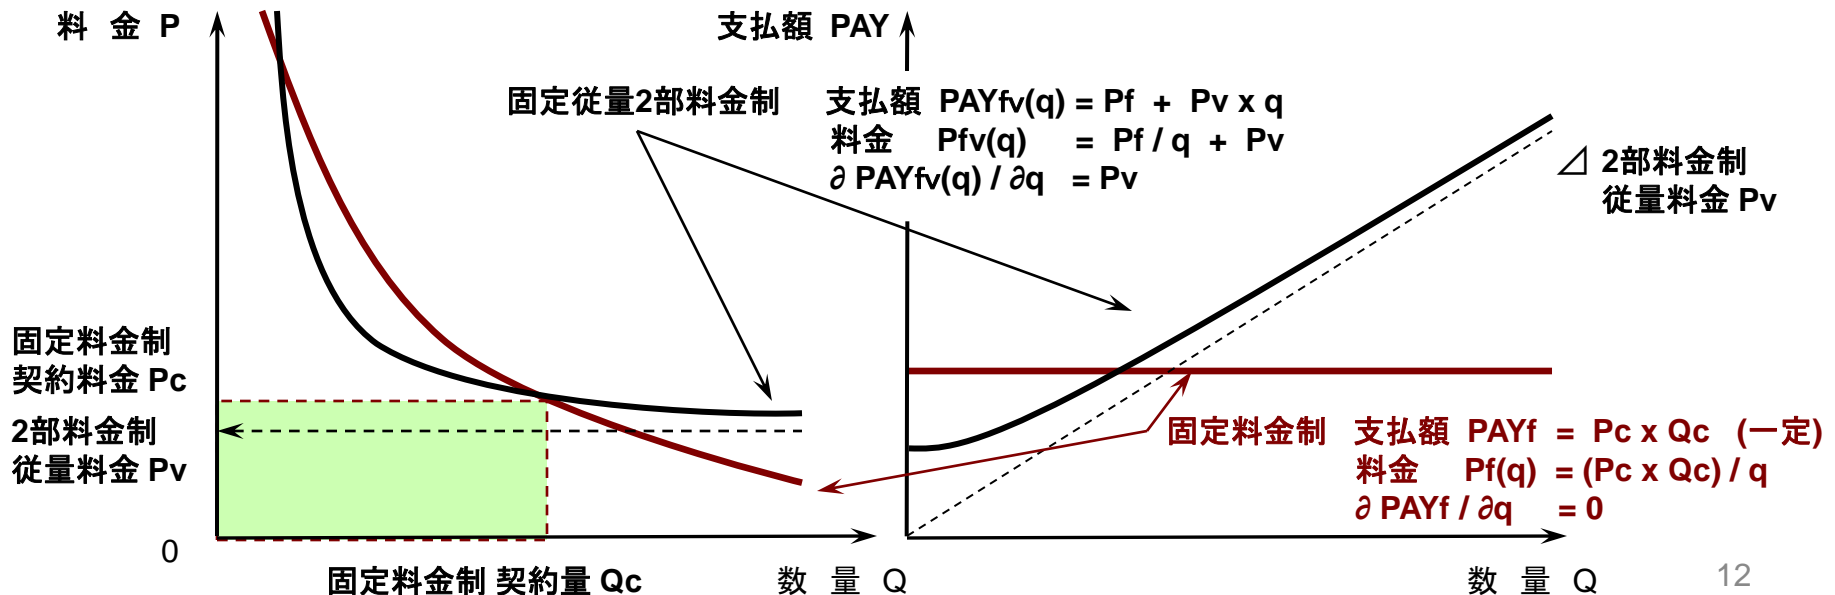 料 金 P
支払額 PAY
固定従量2部料金制
支払額 PAYfv(q) = Pf + Pv x q
料金 Pfv(q) = Pf / q + Pv
∂ PAYfv(q) / ∂q = Pv
⊿ 2部料金制
従量料金 Pv
固定料金制
契約料金 Pc
2部料金制
従量料金 Pv
固定料金制 支払額 PAYf = Pc x Qc (一定)
料金 Pf(q) = (Pc x Qc) / q
∂ PAYf / ∂q = 0
0
固定料金制 契約量 Qc
数 量 Q
数 量 Q
12